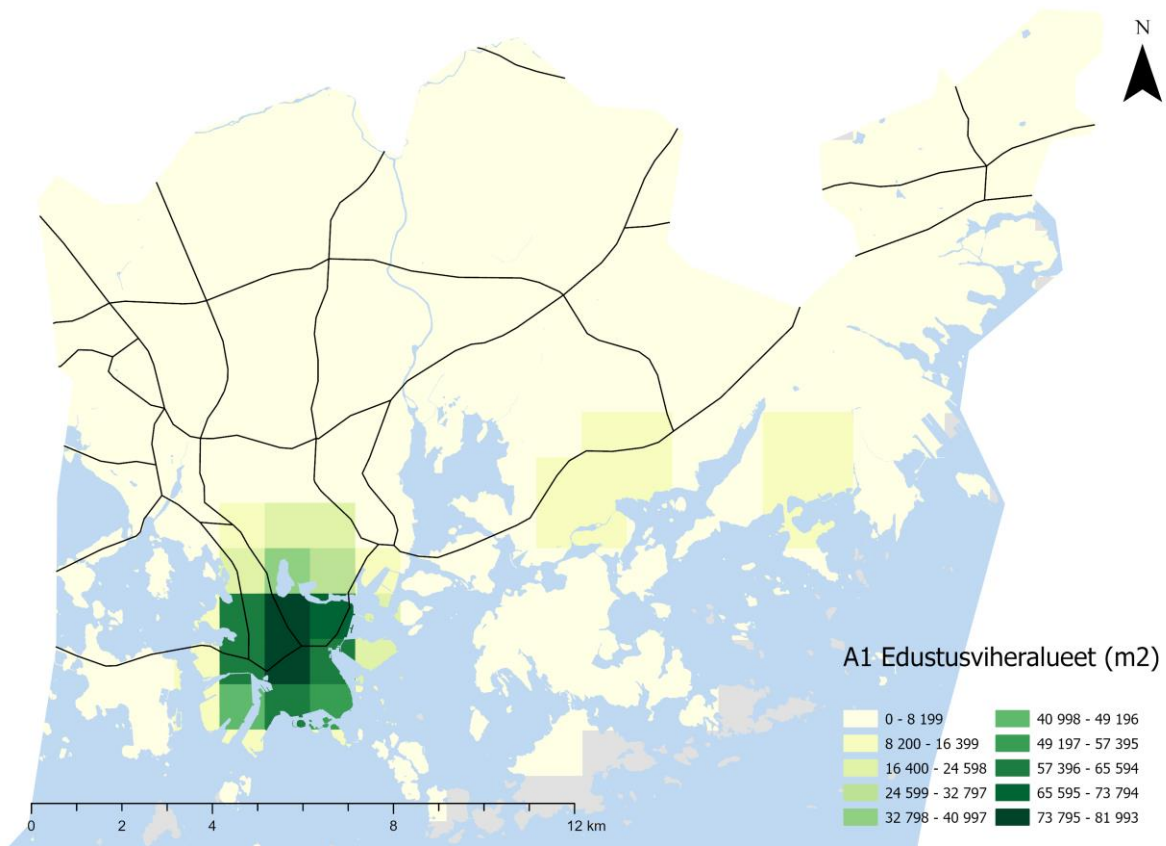 N
A1 Edustusviheralueet (m2)
0 - 8 199
8 200 - 16 399
16 400 - 24 598
24 599 - 32 797
32 798 - 40 997
40 998 - 49 196
49 197 - 57 395
57 396 - 65 594
65 595 - 73 794
73 795 - 81 993
0 2 4 8 12 km